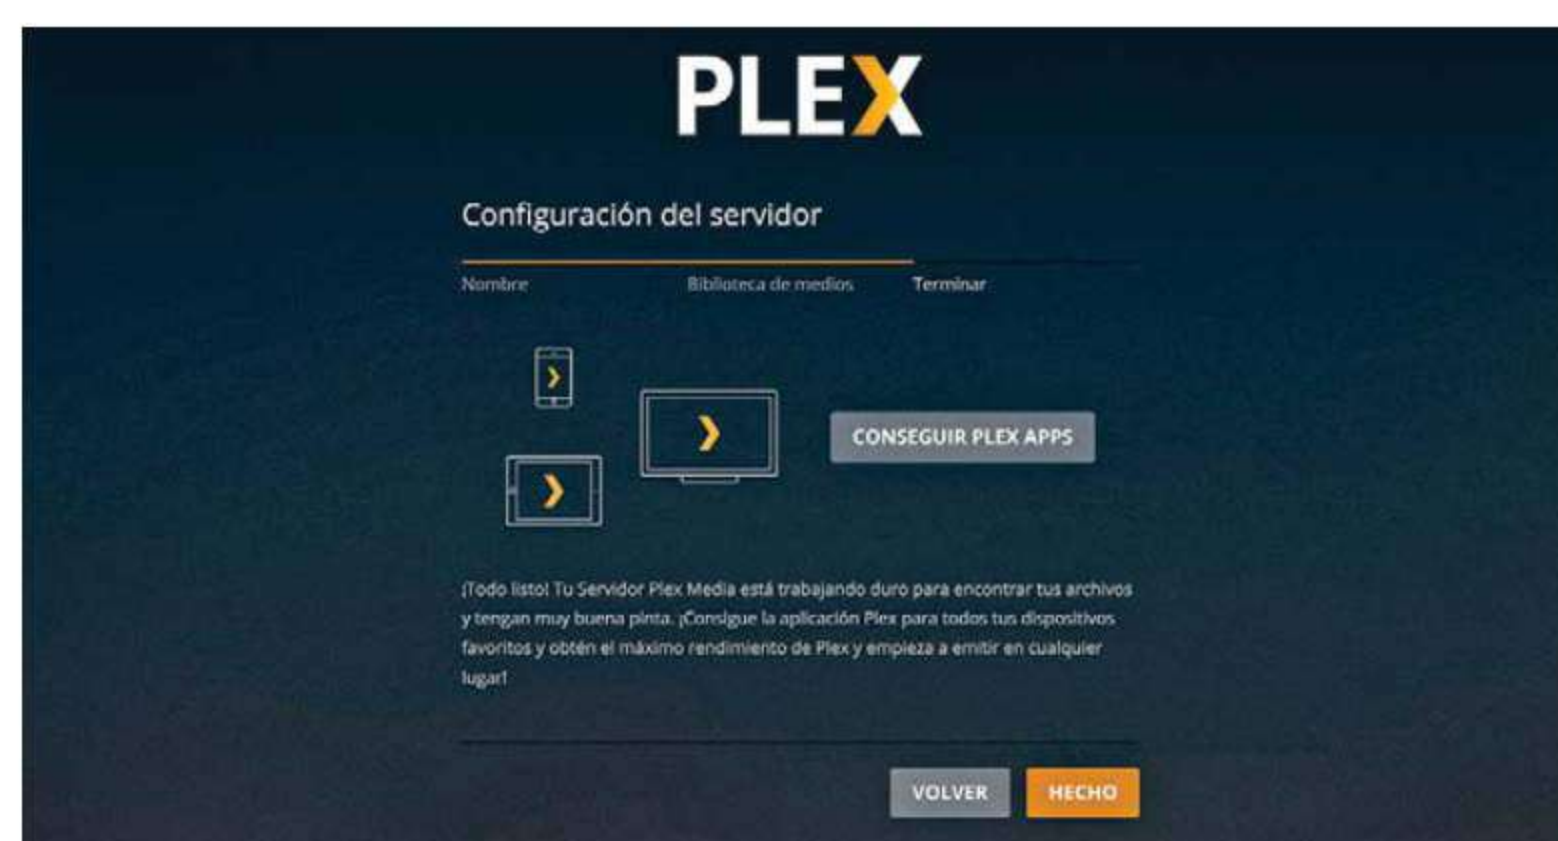 PLEX
Configuración del servidor
Nombre Biblioteca de medios Terminar
CONSEGUIR PLEX APPS
¡Todo listo! Tu Servidor Plex Media está trabajando duro para encontrar tus archivos
y tengan muy buena pinta. ¡Consigue la aplicación Plex para todos tus dispositivos
favoritos y obtén el máximo rendimiento de Plex y empieza a emitir en cualquier
lugar!
VOLVER HECHO